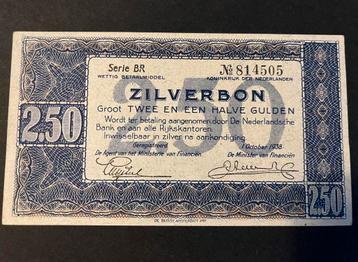 Serie BR
№ 814505
WETTIG BETAALMIDDEL
KONINKRIJK DER NEDERLANDEN
ZILVERBON
Groot TWEE EN EEN HALVE GULDEN
Wordt ter betaling aangenomen door De Nederlandsche
Bank en aan alle Rijkskantoren.
Inwisselbaar in zilver na aankondiging.
Geregistreerd
1 October 1938
De Agent van het Ministerie van Financiën,
De Minister van Financiën
2.50
2.50
250